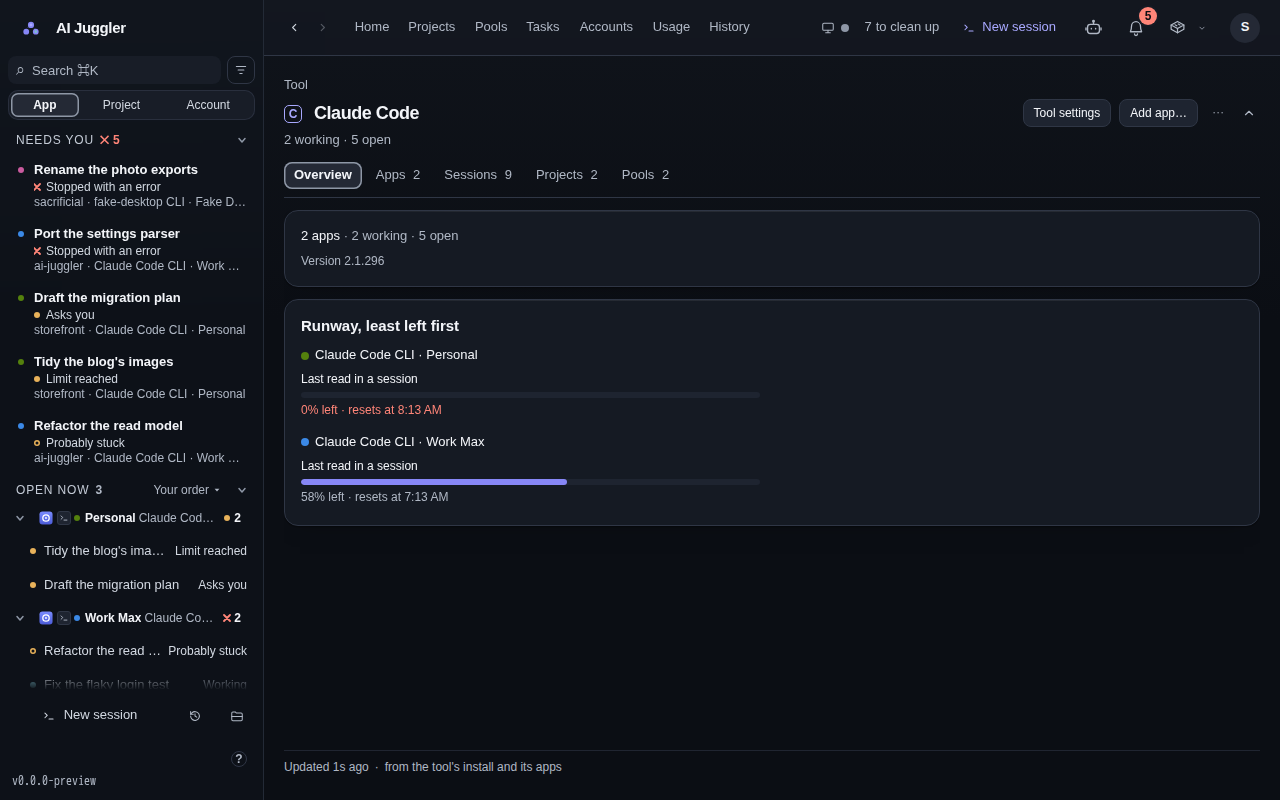 AI Juggler
Search ⌘K
App Project Account
NEEDS YOU 5
Rename the photo exports
Stopped with an error
sacrificial · fake-desktop CLI · Fake D…
Port the settings parser
Stopped with an error
ai-juggler · Claude Code CLI · Work …
Draft the migration plan
Asks you
storefront · Claude Code CLI · Personal
Tidy the blog's images
Limit reached
storefront · Claude Code CLI · Personal
Refactor the read model
Probably stuck
ai-juggler · Claude Code CLI · Work …
OPEN NOW 3 Your order
Personal Claude Cod… 2
Tidy the blog's ima… Limit reached
Draft the migration plan Asks you
Work Max Claude Co… 2
Refactor the read … Probably stuck
Fix the flaky login test Working
New session
?
v0.0.0-preview
Home Projects Pools Tasks Accounts Usage History
7 to clean up
New session
5
S
Tool
C Claude Code
Tool settings Add app… …
2 working · 5 open
Overview Apps 2 Sessions 9 Projects 2 Pools 2
2 apps · 2 working · 5 open
Version 2.1.296
Runway, least left first
Claude Code CLI · Personal
Last read in a session
0% left · resets at 8:13 AM
Claude Code CLI · Work Max
Last read in a session
58% left · resets at 7:13 AM
Updated 1s ago · from the tool's install and its apps